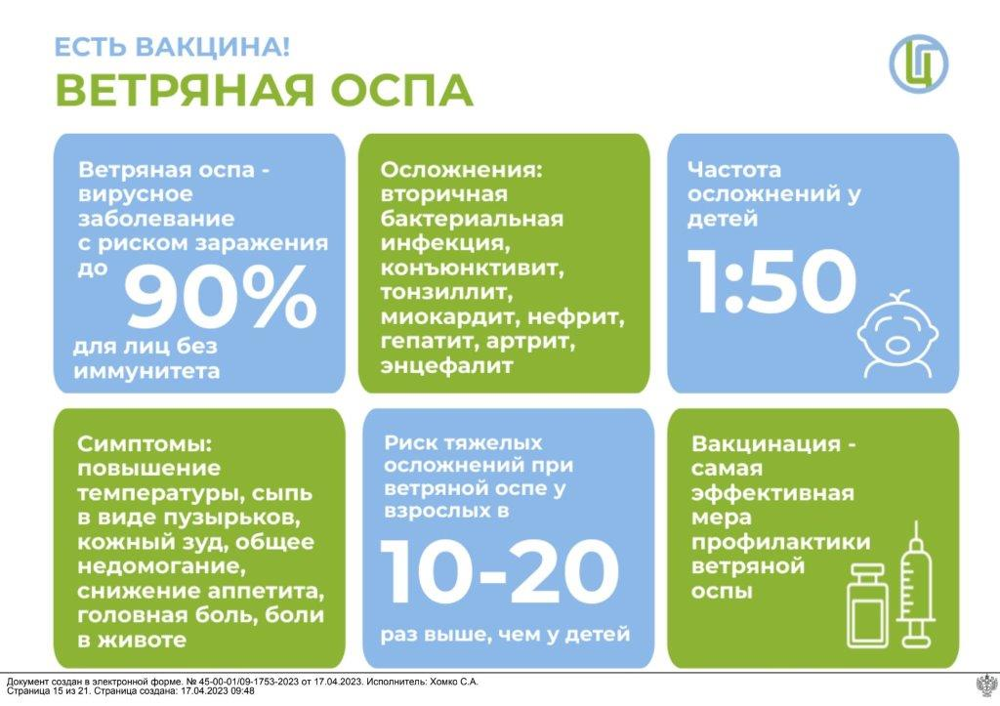 ЕСТЬ ВАКЦИНА!
ВЕТРЯНАЯ ОСПА
Ветряная оспа -
вирусное
заболевание
с риском заражения
до
90%
для лиц без
иммунитета
Осложнения:
вторичная
бактериальная
инфекция,
конъюнктивит,
тонзиллит,
миокардит, нефрит,
гепатит, артрит,
энцефалит
Частота
осложнений у
детей
1:50
Симптомы:
повышение
температуры, сыпь
в виде пузырьков,
кожный зуд, общее
недомогание,
снижение аппетита,
головная боль, боли
в животе
Риск тяжелых
осложнений при
ветряной оспе у
взрослых в
10-20
раз выше, чем у детей
Вакцинация -
самая
эффективная
мера
профилактики
ветряной
оспы
Документ создан в электронной форме. № 45-00-01/09-1753-2023 от 17.04.2023. Исполнитель: Хомко С.А.
Страница 15 из 21. Страница создана: 17.04.2023 09:48